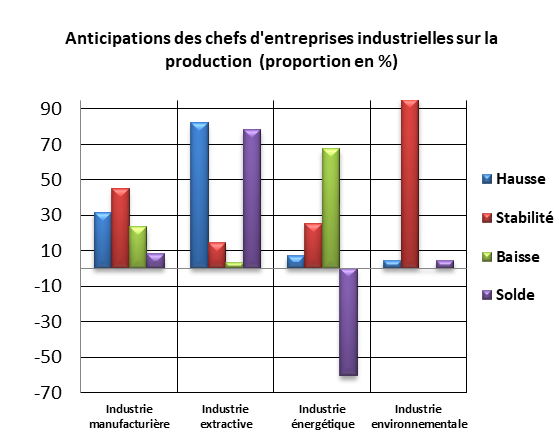 Anticipations des chefs d'entreprises industrielles sur la
production (proportion en %)
90
70
50
30
10
-10
-30
-50
-70
Hausse
Stabilité
Baisse
Solde
Industrie
manufacturière
Industrie
extractive
Industrie
énergétique
Industrie
environnementale